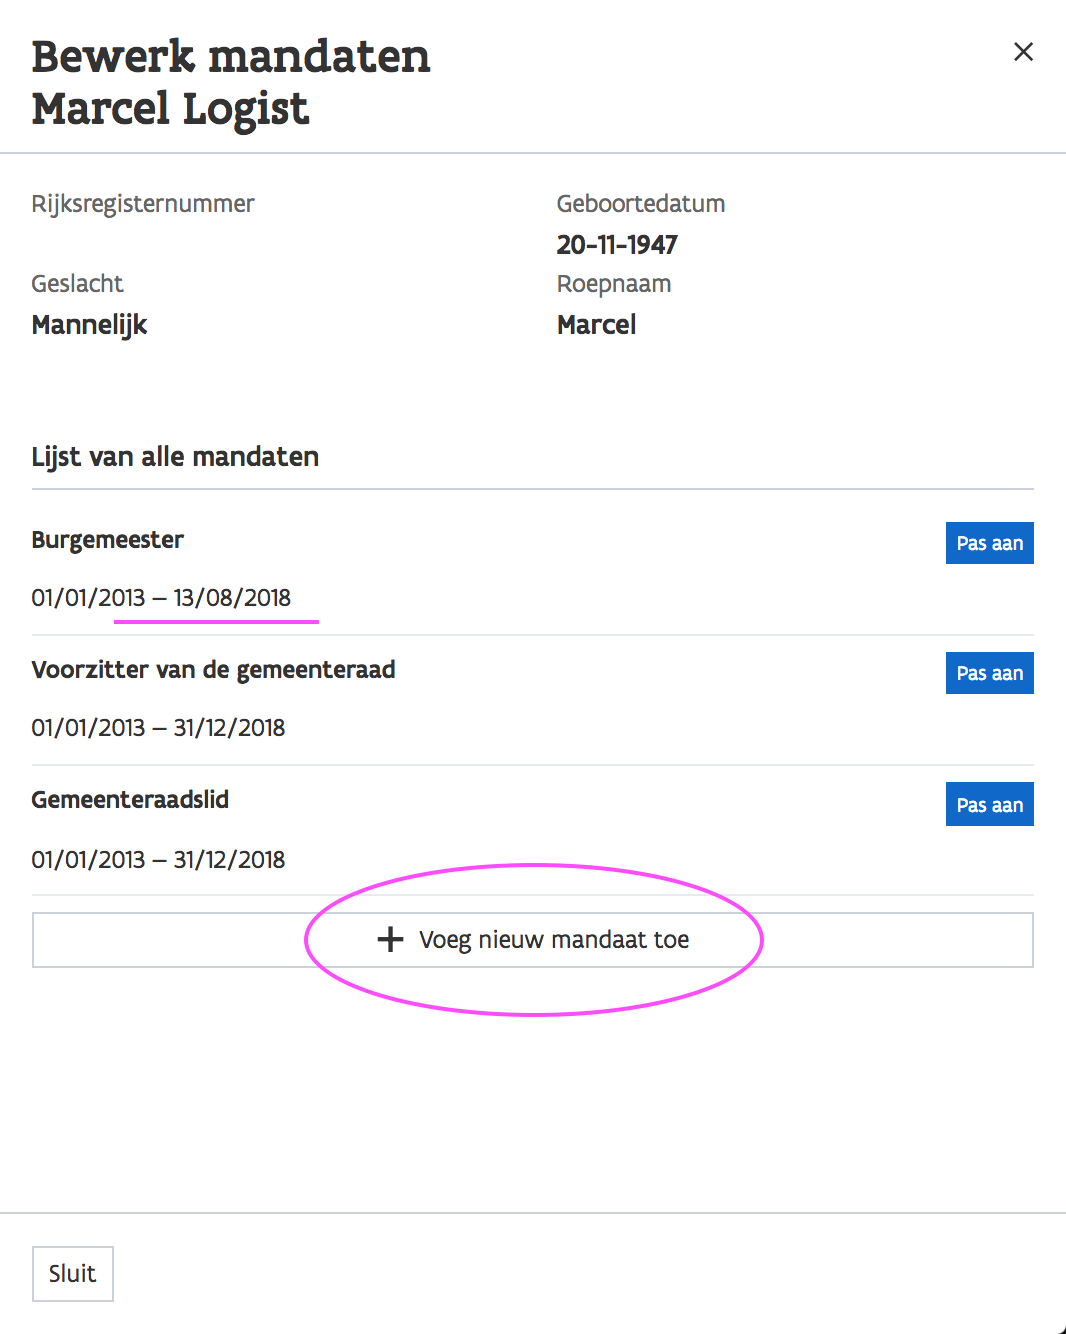 Bewerk mandaten
Marcel Logist
Rijksregisternummer
Geboortedatum
20-11-1947
Geslacht
Mannelijk
Roepnaam
Marcel
Lijst van alle mandaten
Burgemeester
Pas aan
01/01/2013 – 13/08/2018
Voorzitter van de gemeenteraad
Pas aan
01/01/2013 – 31/12/2018
Gemeenteraadslid
Pas aan
01/01/2013 – 31/12/2018
+ Voeg nieuw mandaat toe
Sluit